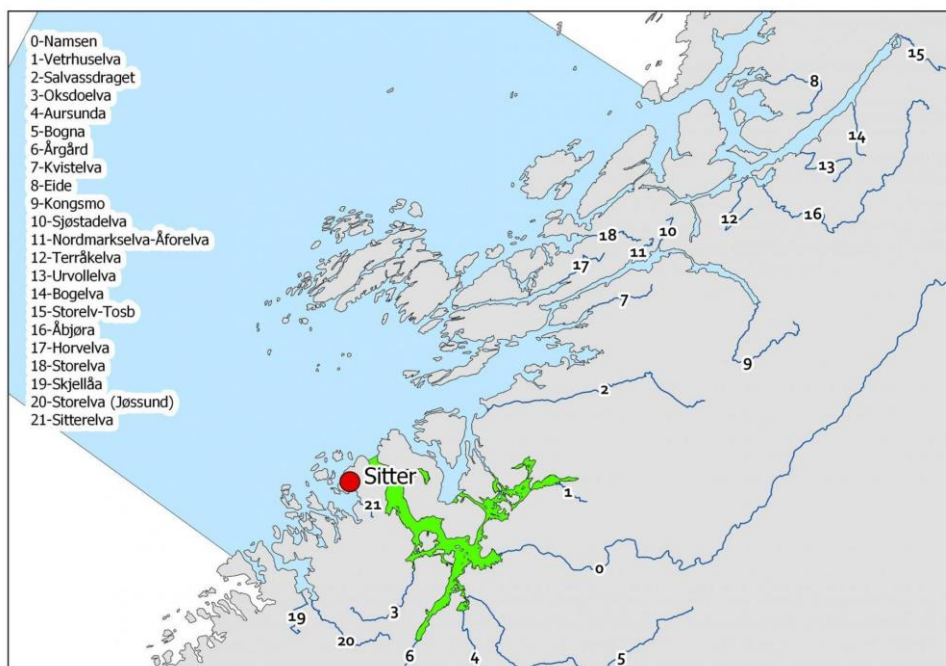 0-Namsen
1-Vetrhuselva
2-Salvassdraget
3-Oksdoelva
4-Aursunda
5-Bogna
6-Årgård
7-Kvistelva
8-Eide
9-Kongsmo
10-Sjøstadelva
11-Nordmarkselva-Åforelva
12-Terråkelva
13-Urvollelva
14-Bogelva
15-Storelv-Tosb
16-Åbjøra
17-Horvelva
18-Storelva
19-Skjellåa
20-Storelva (Jøssund)
21-Sitterelva
15
8
14
13
16
12
18
10
11
17
7
9
2
Sitter
21
1
0
3
19
20
6
4
5